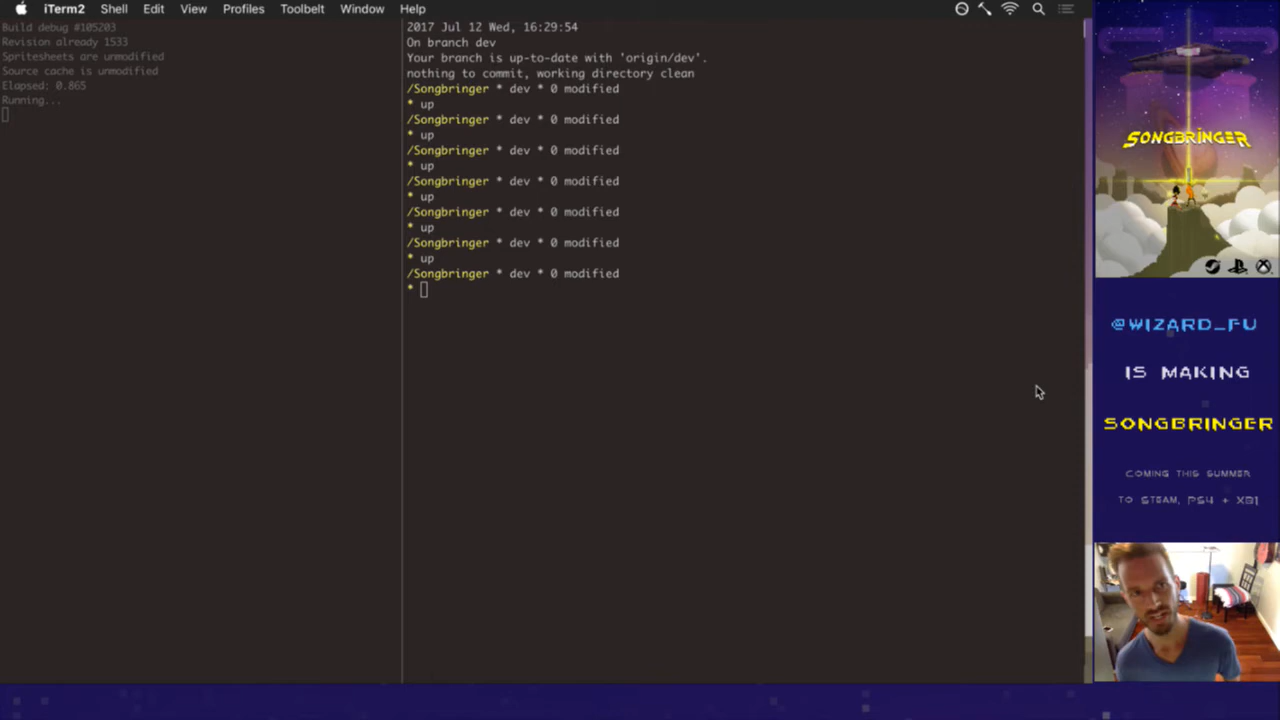 iTerm2 Shell Edit View Profiles Toolbelt Window Help
Build debug #105203
Revision already 1533
Spritesheets are unmodified
Source cache is unmodified
Elapsed: 0.865
Running...
2017 Jul 12 Wed, 16:29:54
On branch dev
Your branch is up-to-date with 'origin/dev'.
nothing to commit, working directory clean
/Songbringer * dev * 0 modified
* up
/Songbringer * dev * 0 modified
* up
/Songbringer * dev * 0 modified
* up
/Songbringer * dev * 0 modified
* up
/Songbringer * dev * 0 modified
* up
/Songbringer * dev * 0 modified
* up
/Songbringer * dev * 0 modified
*
SONGBRINGER
@WIZARD_FU
IS MAKING
SONGBRINGER
COMING THIS SUMMER
TO STEAM, PS4 + XB1